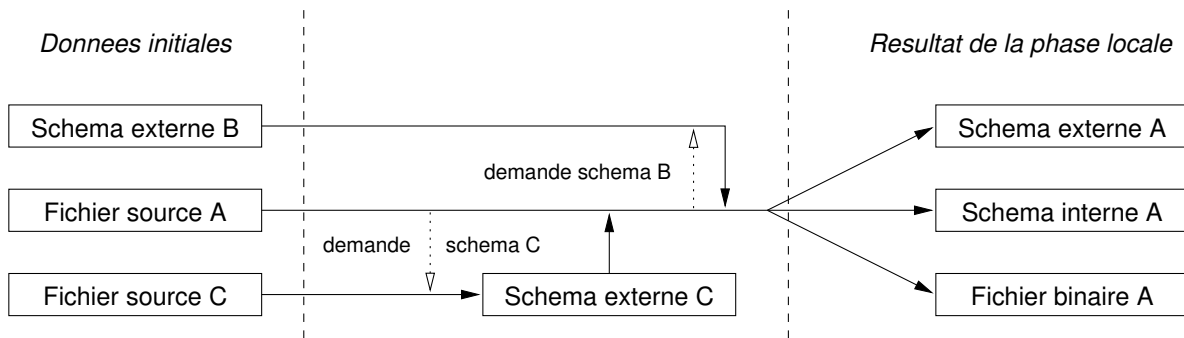 Donnees initiales
Resultat de la phase locale
Schema externe B
Schema externe A
demande schema B
Fichier source A
Schema interne A
demande
schema C
Fichier source C
Schema externe C
Fichier binaire A